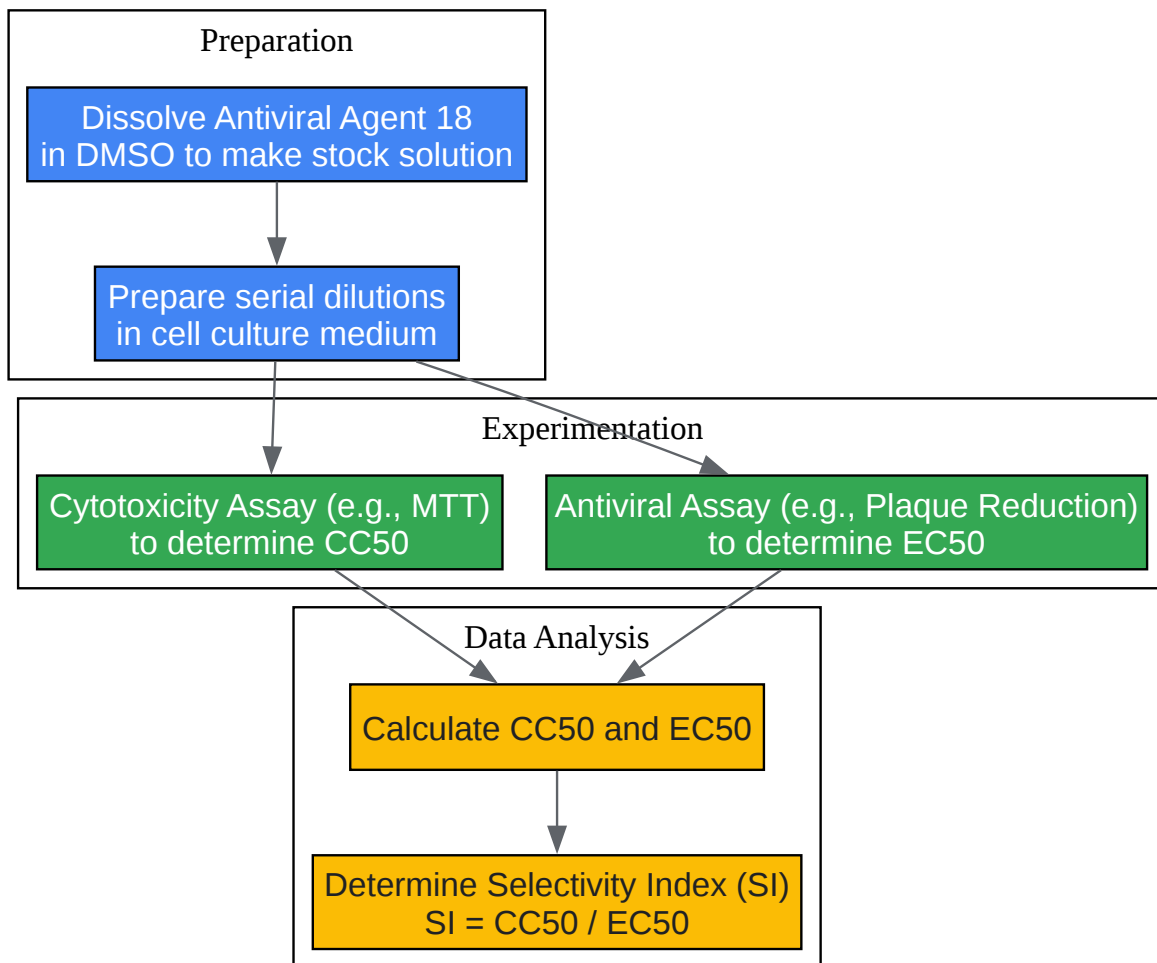 Preparation
Dissolve Antiviral Agent 18
in DMSO to make stock solution
Prepare serial dilutions
in cell culture medium
Experimentation
Cytotoxicity Assay (e.g., MTT)
to determine CC50
Antiviral Assay (e.g., Plaque Reduction)
to determine EC50
Data Analysis
Calculate CC50 and EC50
Determine Selectivity Index (SI)
SI = CC50 / EC50